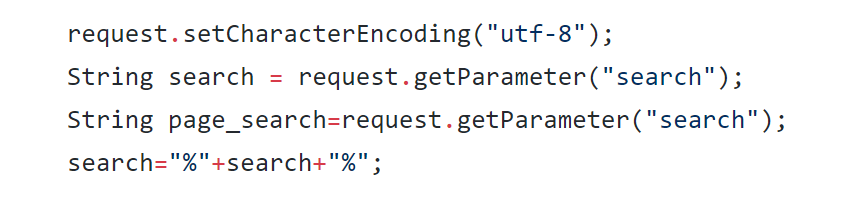 request.setCharacterEncoding("utf-8");
String search = request.getParameter("search");
String page_search=request.getParameter("search");
search="%"+search+"%";